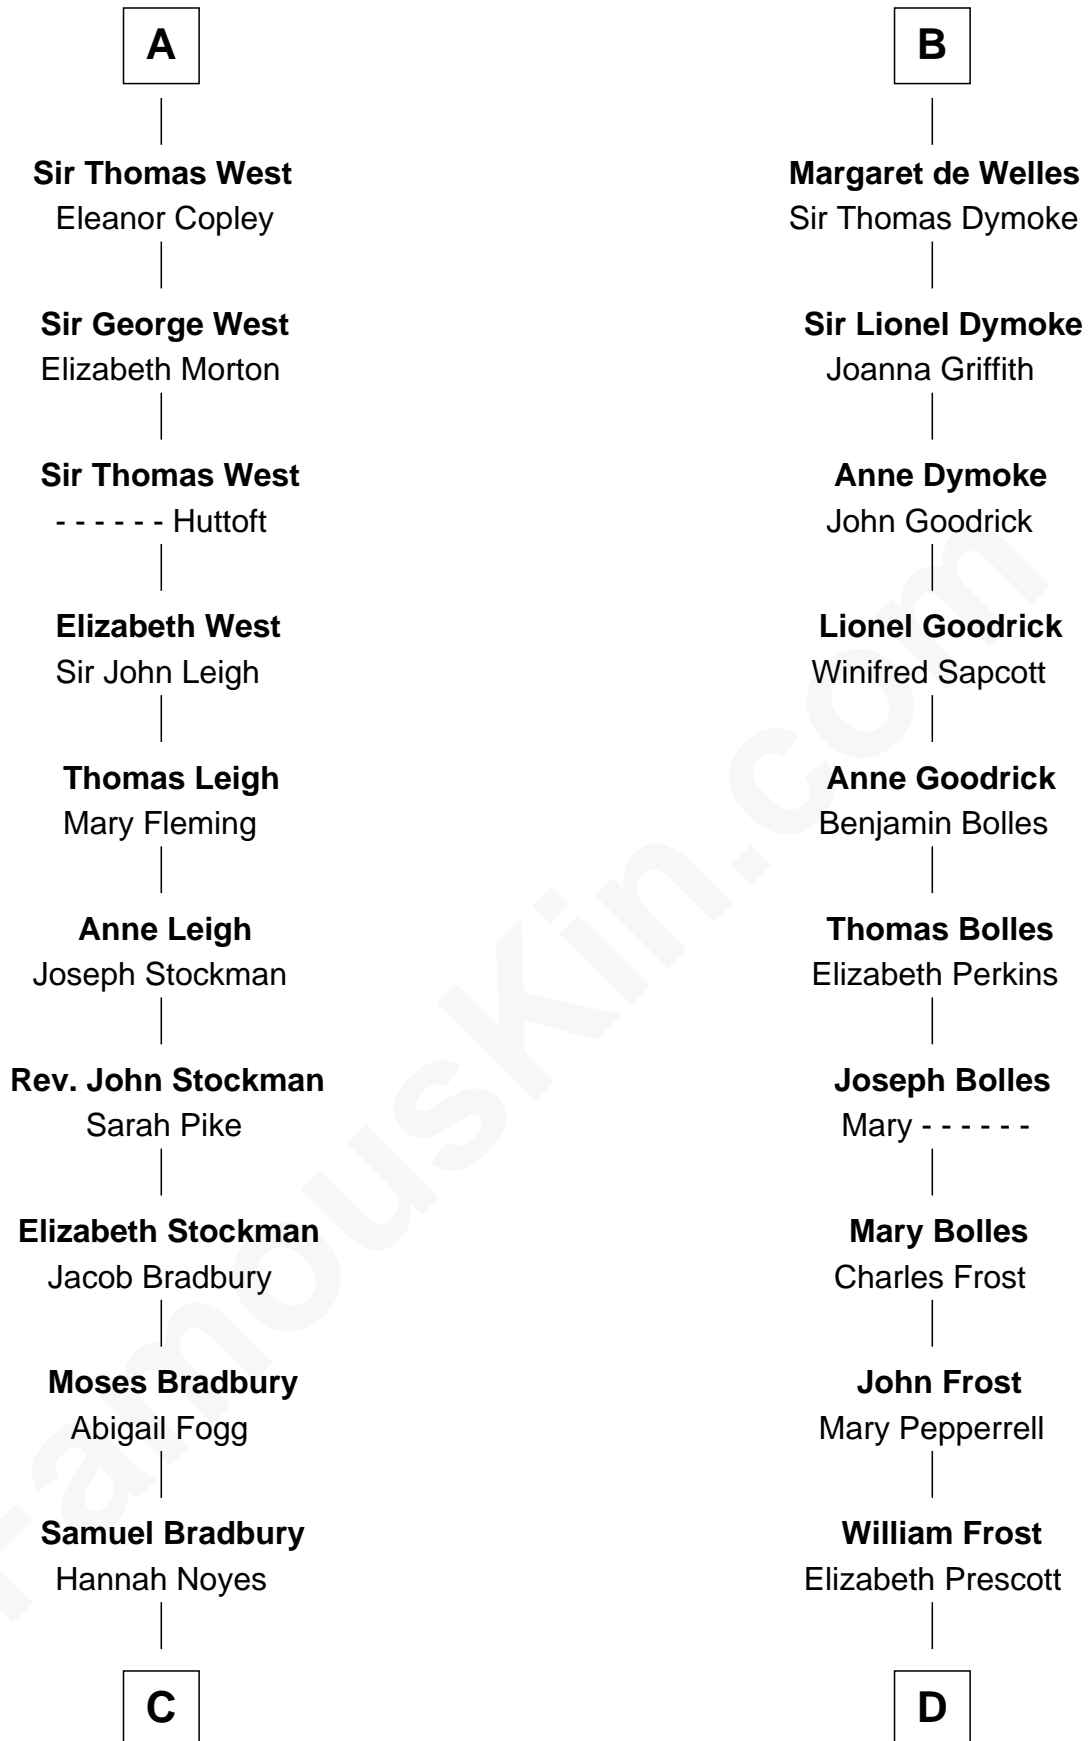 A
Sir Thomas West
Eleanor Copley
Sir George West
Elizabeth Morton
Sir Thomas West
- - - - - - Huttoft
Elizabeth West
Sir John Leigh
Thomas Leigh
Mary Fleming
Anne Leigh
Joseph Stockman
Rev. John Stockman
Sarah Pike
Elizabeth Stockman
Jacob Bradbury
Moses Bradbury
Abigail Fogg
Samuel Bradbury
Hannah Noyes
C
B
Margaret de Welles
Sir Thomas Dymoke
Sir Lionel Dymoke
Joanna Griffith
Anne Dymoke
John Goodrick
Lionel Goodrick
Winifred Sapcott
Anne Goodrick
Benjamin Bolles
Thomas Bolles
Elizabeth Perkins
Joseph Bolles
Mary - - - - - -
Mary Bolles
Charles Frost
John Frost
Mary Pepperrell
William Frost
Elizabeth Prescott
D
FamousKin.com